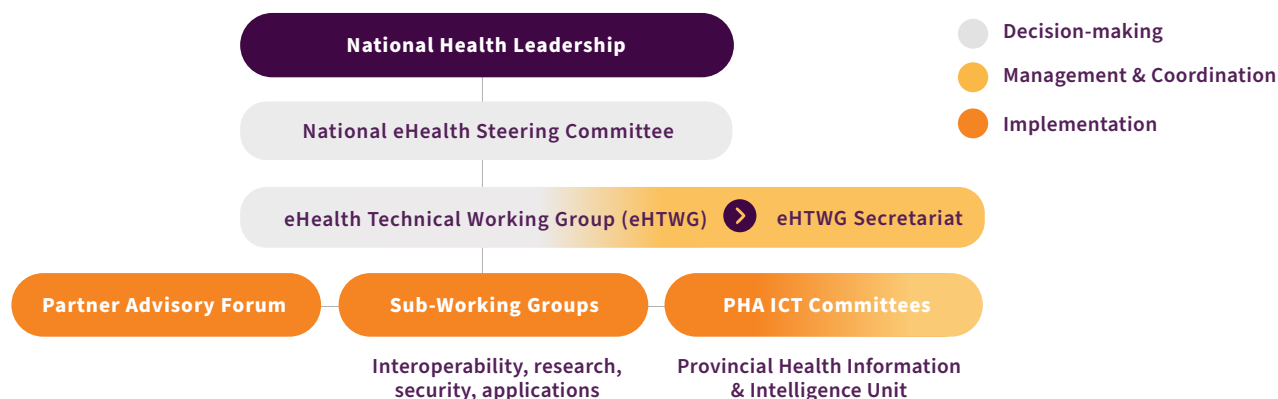 National Health Leadership
Decision-making
Management & Coordination
Implementation
National eHealth Steering Committee
eHealth Technical Working Group (eHTWG)
eHTWG Secretariat
Partner Advisory Forum
Sub-Working Groups
PHA ICT Committees
Interoperability, research,
security, applications
Provincial Health Information
& Intelligence Unit